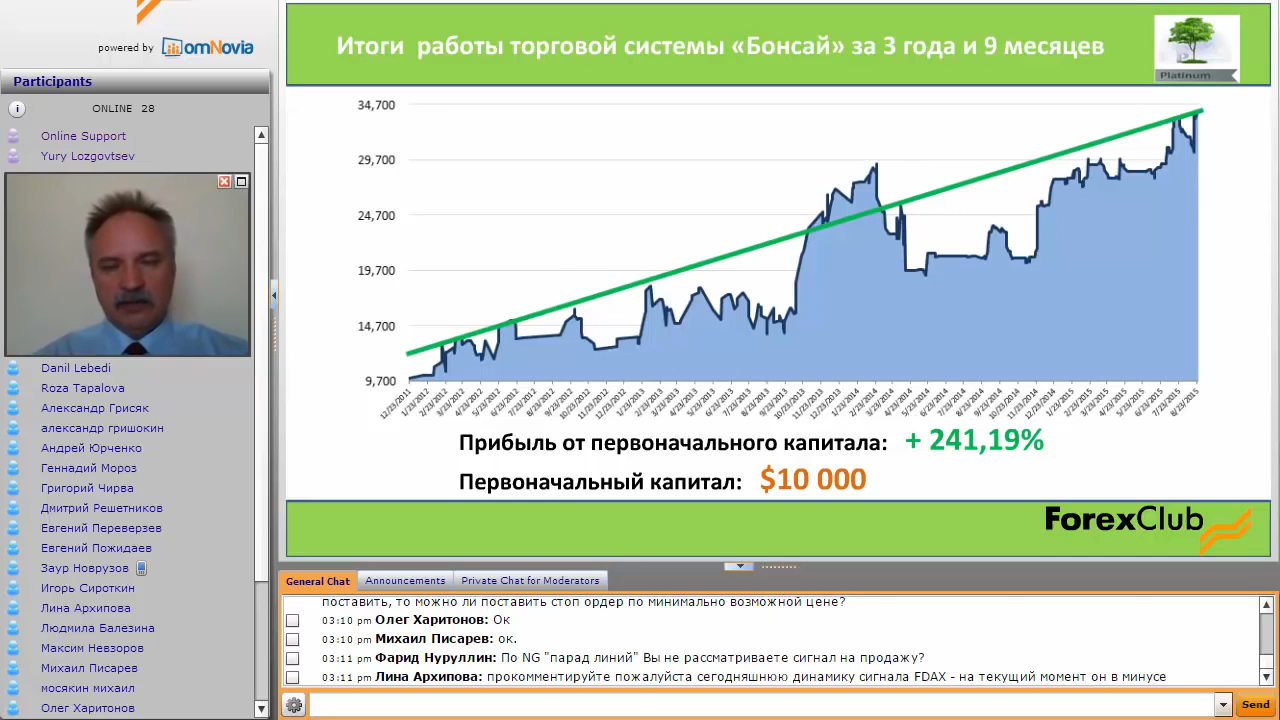 powered by omNovia
Participants
ONLINE 28
Online Support
Yury Lozgovtsev
Danil Lebedi
Roza Tapalova
Александр Грисяк
александр гришокин
Андрей Юрченко
Геннадий Мороз
Григорий Чирва
Дмитрий Решетников
Евгений Переверзев
Евгений Пожидаев
Заур Новрузов
Игорь Сироткин
Лина Архипова
Людмила Балезина
Максим Невзоров
Михаил Писарев
мосякин михаил
Олег Харитонов
Итоги работы торговой системы «Бонсай» за 3 года и 9 месяцев
Platinum
34,700
29,700
24,700
19,700
14,700
9,700
Прибыль от первоначального капитала: + 241,19%
Первоначальный капитал: $10 000
ForexClub
General Chat Announcements Private Chat for Moderators
поставить, то можно ли поставить стоп ордер по минимально возможной цене?
03:10 pm Олег Харитонов: Ок
03:10 pm Михаил Писарев: ок.
03:11 pm Фарид Нуруллин: По NG "парад линий" Вы не рассматриваете сигнал на продажу?
03:11 pm Лина Архипова: прокомментируйте пожалуйста сегодняшнюю динамику сигнала FDAX - на текущий момент он в минусе
Send